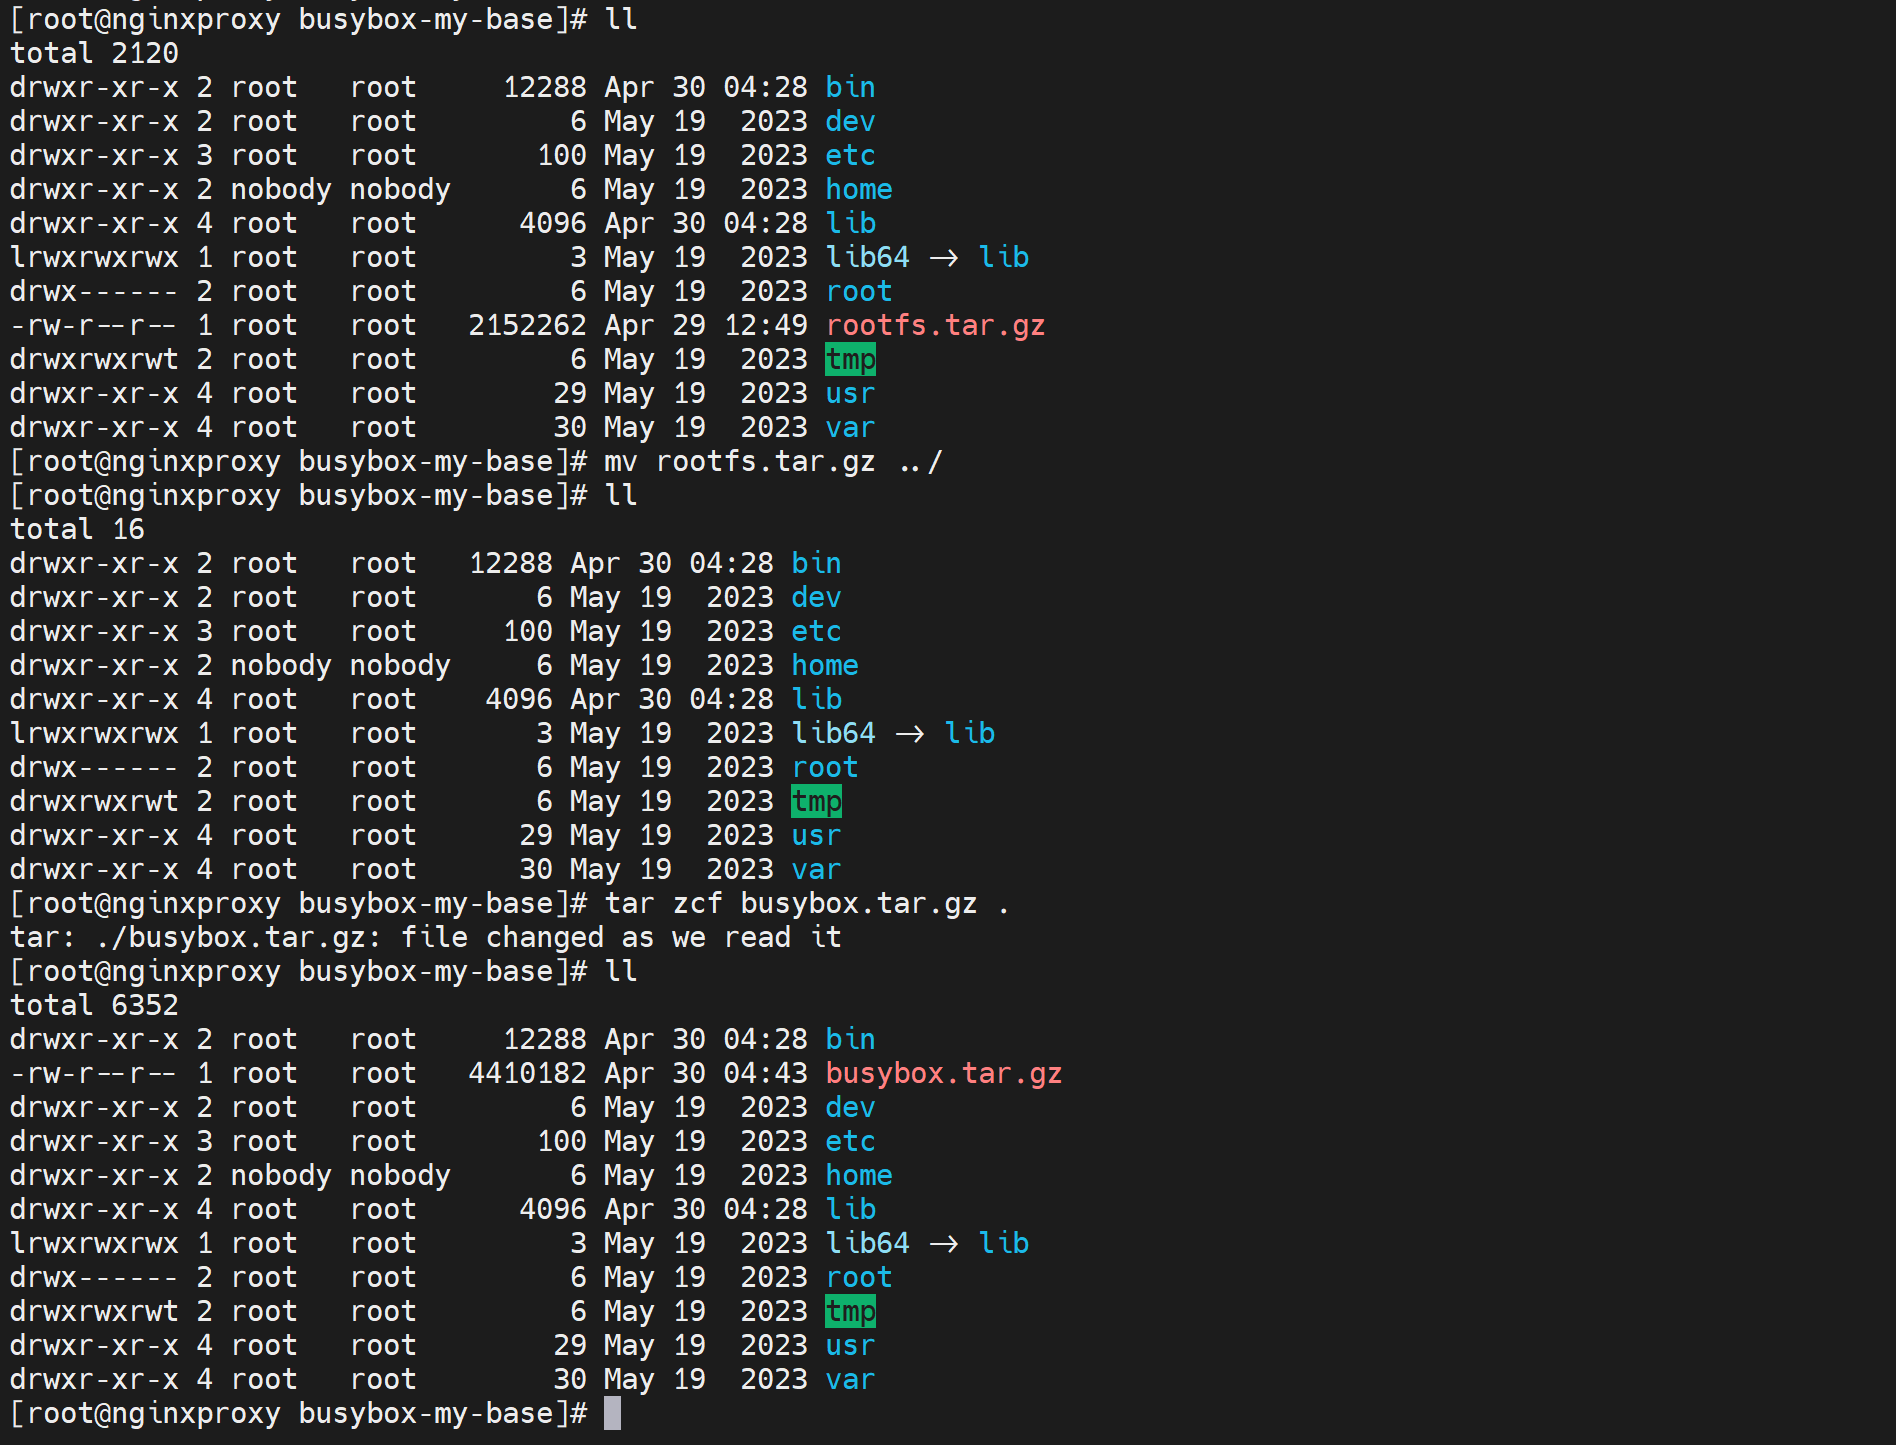 [root@nginxproxy busybox-my-base]# ll
total 2120
drwxr-xr-x 2 root   root     12288 Apr 30 04:28 bin
drwxr-xr-x 2 root   root         6 May 19  2023 dev
drwxr-xr-x 3 root   root       100 May 19  2023 etc
drwxr-xr-x 2 nobody nobody       6 May 19  2023 home
drwxr-xr-x 4 root   root      4096 Apr 30 04:28 lib
lrwxrwxrwx 1 root   root         3 May 19  2023 lib64 -> lib
drwx------ 2 root   root         6 May 19  2023 root
-rw-r--r-- 1 root   root   2152262 Apr 29 12:49 rootfs.tar.gz
drwxrwxrwt 2 root   root         6 May 19  2023 tmp
drwxr-xr-x 4 root   root        29 May 19  2023 usr
drwxr-xr-x 4 root   root        30 May 19  2023 var
[root@nginxproxy busybox-my-base]# mv rootfs.tar.gz ../
[root@nginxproxy busybox-my-base]# ll
total 16
drwxr-xr-x 2 root   root   12288 Apr 30 04:28 bin
drwxr-xr-x 2 root   root       6 May 19  2023 dev
drwxr-xr-x 3 root   root     100 May 19  2023 etc
drwxr-xr-x 2 nobody nobody     6 May 19  2023 home
drwxr-xr-x 4 root   root    4096 Apr 30 04:28 lib
lrwxrwxrwx 1 root   root       3 May 19  2023 lib64 -> lib
drwx------ 2 root   root       6 May 19  2023 root
drwxrwxrwt 2 root   root       6 May 19  2023 tmp
drwxr-xr-x 4 root   root      29 May 19  2023 usr
drwxr-xr-x 4 root   root      30 May 19  2023 var
[root@nginxproxy busybox-my-base]# tar zcf busybox.tar.gz .
tar: ./busybox.tar.gz: file changed as we read it
[root@nginxproxy busybox-my-base]# ll
total 6352
drwxr-xr-x 2 root   root     12288 Apr 30 04:28 bin
-rw-r--r-- 1 root   root   4410182 Apr 30 04:43 busybox.tar.gz
drwxr-xr-x 2 root   root         6 May 19  2023 dev
drwxr-xr-x 3 root   root       100 May 19  2023 etc
drwxr-xr-x 2 nobody nobody       6 May 19  2023 home
drwxr-xr-x 4 root   root      4096 Apr 30 04:28 lib
lrwxrwxrwx 1 root   root         3 May 19  2023 lib64 -> lib
drwx------ 2 root   root         6 May 19  2023 root
drwxrwxrwt 2 root   root         6 May 19  2023 tmp
drwxr-xr-x 4 root   root        29 May 19  2023 usr
drwxr-xr-x 4 root   root        30 May 19  2023 var
[root@nginxproxy busybox-my-base]#